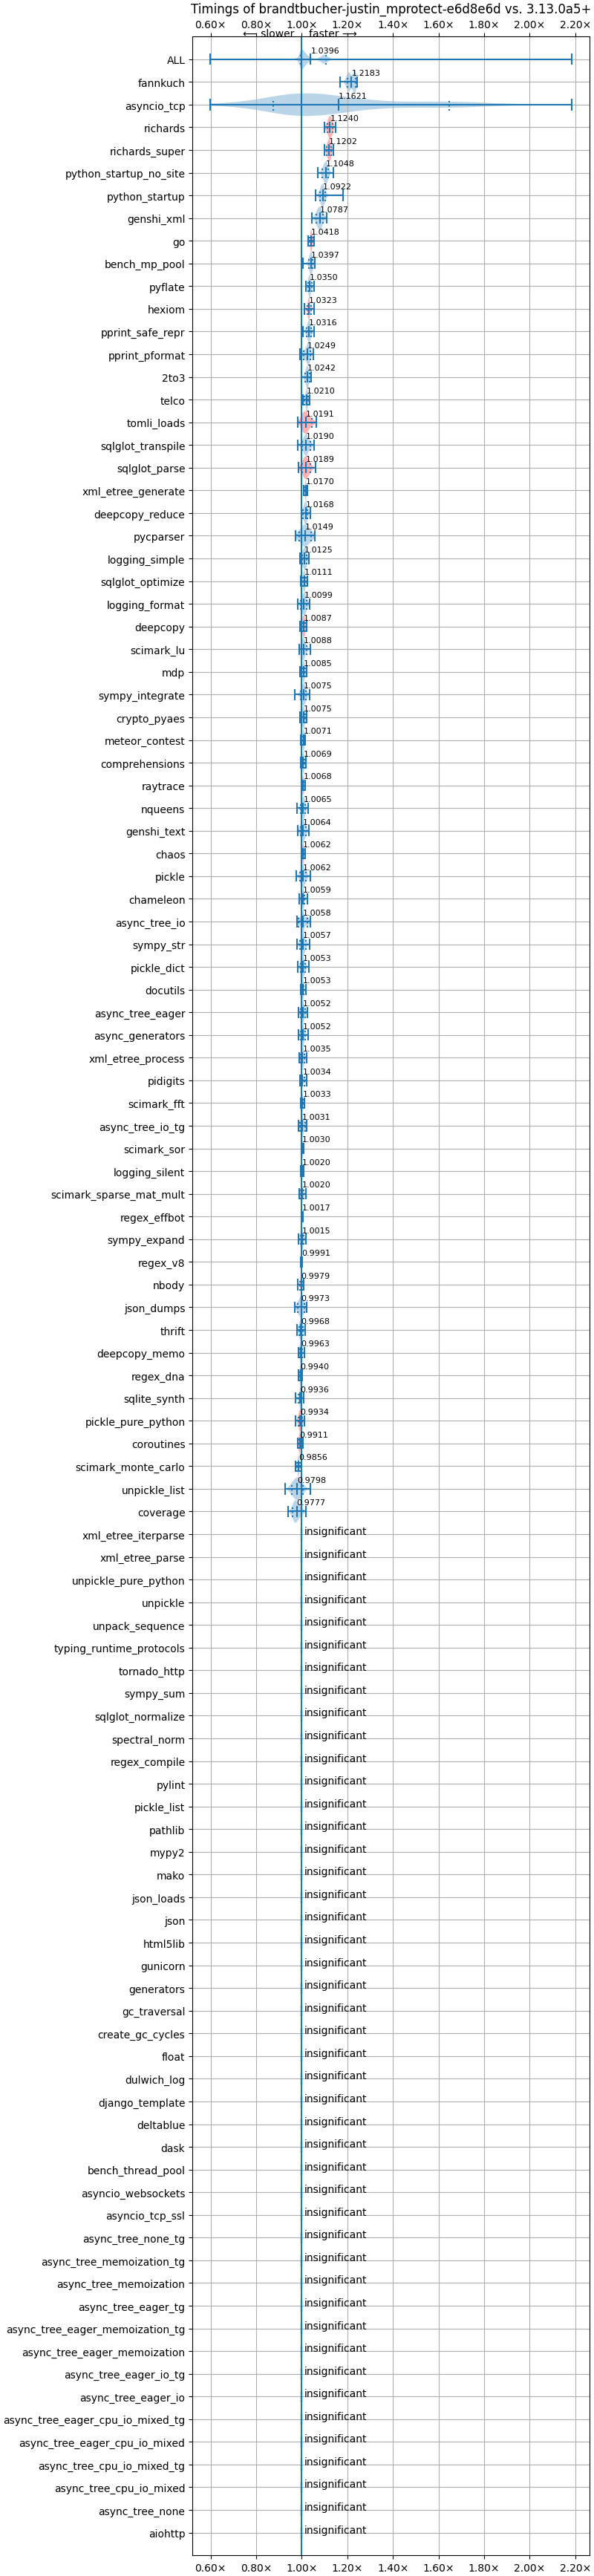 Timings of brandtbucher-justin_mprotect-e6d8e6d vs. 3.13.0a5+
0.60× 0.80× 1.00× 1.20× 1.40× 1.60× 1.80× 2.00× 2.20×
← slower faster →
ALL 1.0396
fannkuch 1.2183
asyncio_tcp 1.1621
richards 1.1240
richards_super 1.1202
python_startup_no_site 1.1048
python_startup 1.0922
genshi_xml 1.0787
go 1.0418
bench_mp_pool 1.0397
pyflate 1.0350
hexiom 1.0323
pprint_safe_repr 1.0316
pprint_pformat 1.0249
2to3 1.0242
telco 1.0210
tomli_loads 1.0191
sqlglot_transpile 1.0190
sqlglot_parse 1.0189
xml_etree_generate 1.0170
deepcopy_reduce 1.0168
pycparser 1.0149
logging_simple 1.0125
sqlglot_optimize 1.0111
logging_format 1.0099
deepcopy 1.0087
scimark_lu 1.0088
mdp 1.0085
sympy_integrate 1.0075
crypto_pyaes 1.0075
meteor_contest 1.0071
comprehensions 1.0069
raytrace 1.0068
nqueens 1.0065
genshi_text 1.0064
chaos 1.0062
pickle 1.0062
chameleon 1.0059
async_tree_io 1.0058
sympy_str 1.0057
pickle_dict 1.0053
docutils 1.0053
async_tree_eager 1.0052
async_generators 1.0052
xml_etree_process 1.0035
pidigits 1.0034
scimark_fft 1.0033
async_tree_io_tg 1.0031
scimark_sor 1.0030
logging_silent 1.0020
scimark_sparse_mat_mult 1.0020
regex_effbot 1.0017
sympy_expand 1.0015
regex_v8 0.9991
nbody 0.9979
json_dumps 0.9973
thrift 0.9968
deepcopy_memo 0.9963
regex_dna 0.9940
sqlite_synth 0.9936
pickle_pure_python 0.9934
coroutines 0.9911
scimark_monte_carlo 0.9856
unpickle_list 0.9798
coverage 0.9777
xml_etree_iterparse insignificant
xml_etree_parse insignificant
unpickle_pure_python insignificant
unpickle insignificant
unpack_sequence insignificant
typing_runtime_protocols insignificant
tornado_http insignificant
sympy_sum insignificant
sqlglot_normalize insignificant
spectral_norm insignificant
regex_compile insignificant
pylint insignificant
pickle_list insignificant
pathlib insignificant
mypy2 insignificant
mako insignificant
json_loads insignificant
json insignificant
html5lib insignificant
gunicorn insignificant
generators insignificant
gc_traversal insignificant
create_gc_cycles insignificant
float insignificant
dulwich_log insignificant
django_template insignificant
deltablue insignificant
dask insignificant
bench_thread_pool insignificant
asyncio_websockets insignificant
asyncio_tcp_ssl insignificant
async_tree_none_tg insignificant
async_tree_memoization_tg insignificant
async_tree_memoization insignificant
async_tree_eager_tg insignificant
async_tree_eager_memoization_tg insignificant
async_tree_eager_memoization insignificant
async_tree_eager_io_tg insignificant
async_tree_eager_io insignificant
async_tree_eager_cpu_io_mixed_tg insignificant
async_tree_eager_cpu_io_mixed insignificant
async_tree_cpu_io_mixed_tg insignificant
async_tree_cpu_io_mixed insignificant
async_tree_none insignificant
aiohttp insignificant
0.60× 0.80× 1.00× 1.20× 1.40× 1.60× 1.80× 2.00× 2.20×